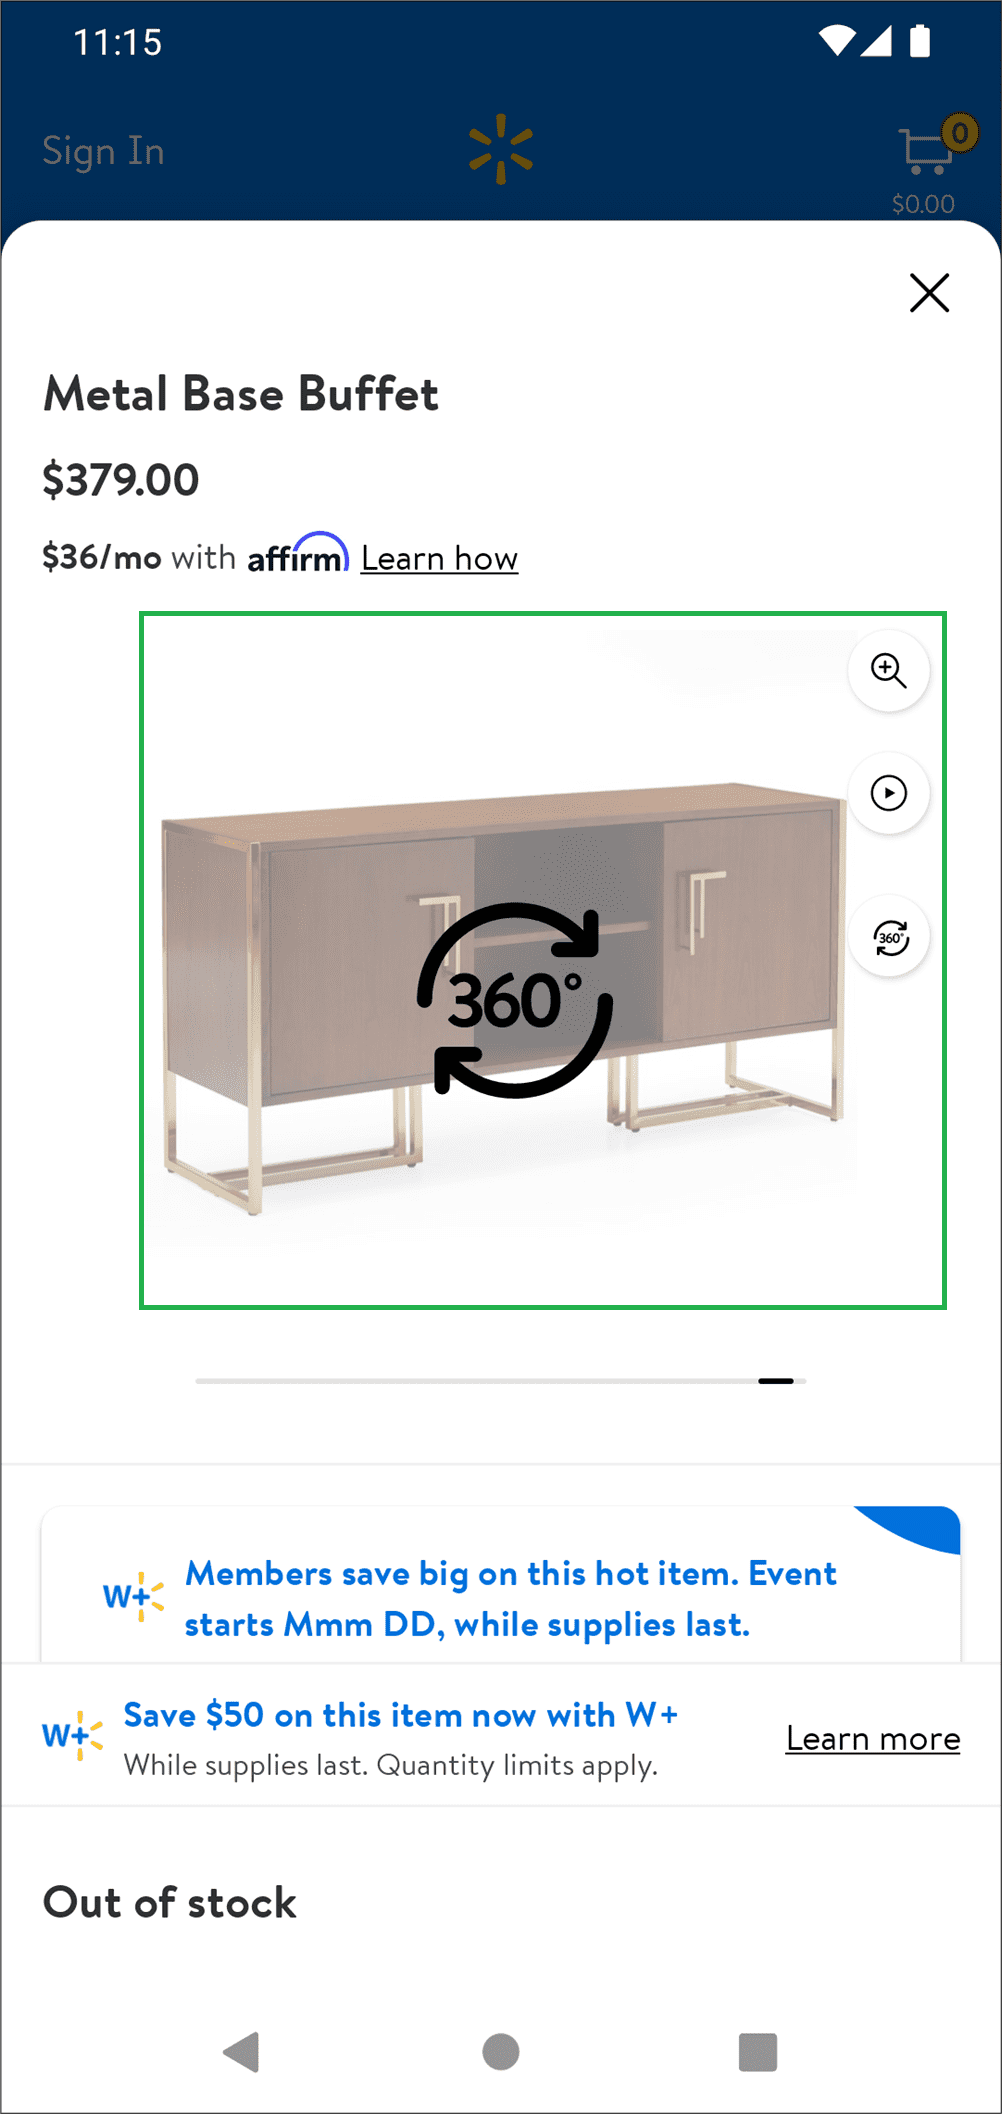 11:15
Sign In
0
$0.00
Metal Base Buffet
$379.00
$36/mo with affirm Learn how
360°
360°
W+
Members save big on this hot item. Event
starts Mmm DD, while supplies last.
W+
Save $50 on this item now with W+
While supplies last. Quantity limits apply.
Learn more
Out of stock